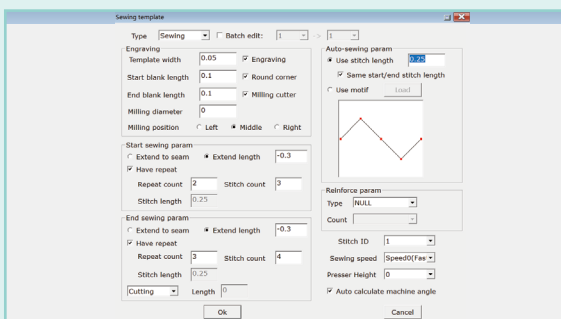 Sewing template
Type Sewing Batch edit: 1 -> 1
Engraving
Template width 0.05 Engraving
Start blank length 0.1 Round corner
End blank length 0.1 Milling cutter
Milling diameter 0
Milling position Left Middle Right
Start sewing param
Extend to seam Extend length -0.3
Have repeat
Repeat count 2 Stitch count 3
Stitch length 0.25
End sewing param
Extend to seam Extend length -0.3
Have repeat
Repeat count 3 Stitch count 4
Stitch length 0.25
Cutting Length 0
Auto-sewing param
Use stitch length 0.25
Same start/end stitch length
Use motif Load
Reinforce param
Type NULL
Count
Stitch ID 1
Sewing speed Speed0(Fas
Presser Height 0
Auto calculate machine angle
Ok Cancel